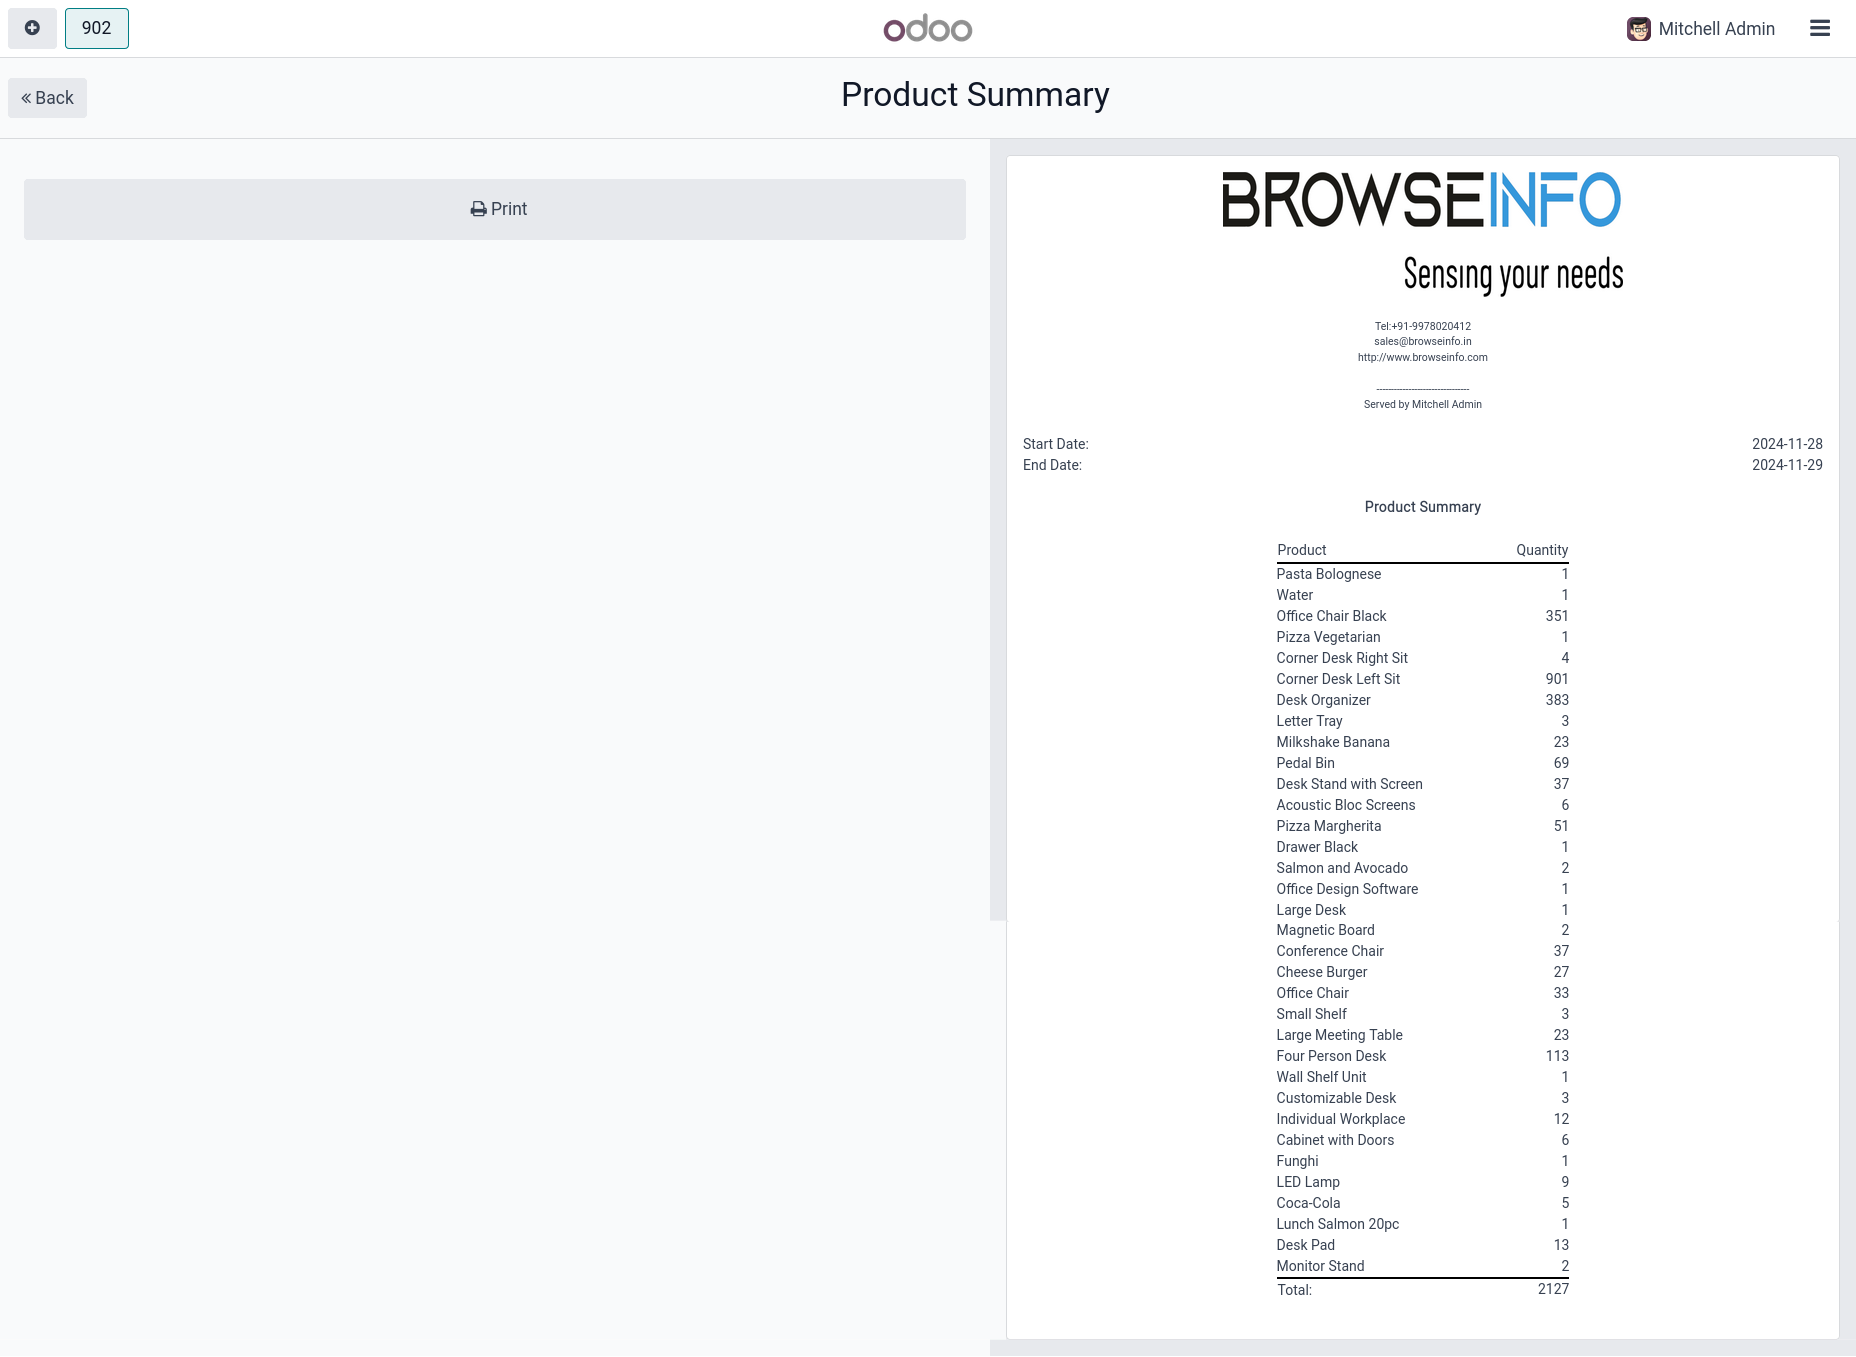 902
odoo
Mitchell Admin
Back
Product Summary
Print
BROWSEINFO
Sensing your needs
Tel:+91-9978020412
sales@browseinfo.in
http://www.browseinfo.com
--------------------------------
Served by Mitchell Admin
Start Date: 2024-11-28
End Date: 2024-11-29
Product Summary
Product Quantity
Pasta Bolognese 1
Water 1
Office Chair Black 351
Pizza Vegetarian 1
Corner Desk Right Sit 4
Corner Desk Left Sit 901
Desk Organizer 383
Letter Tray 3
Milkshake Banana 23
Pedal Bin 69
Desk Stand with Screen 37
Acoustic Bloc Screens 6
Pizza Margherita 51
Drawer Black 1
Salmon and Avocado 2
Office Design Software 1
Large Desk 1
Magnetic Board 2
Conference Chair 37
Cheese Burger 27
Office Chair 33
Small Shelf 3
Large Meeting Table 23
Four Person Desk 113
Wall Shelf Unit 1
Customizable Desk 3
Individual Workplace 12
Cabinet with Doors 6
Funghi 1
LED Lamp 9
Coca-Cola 5
Lunch Salmon 20pc 1
Desk Pad 13
Monitor Stand 2
Total: 2127